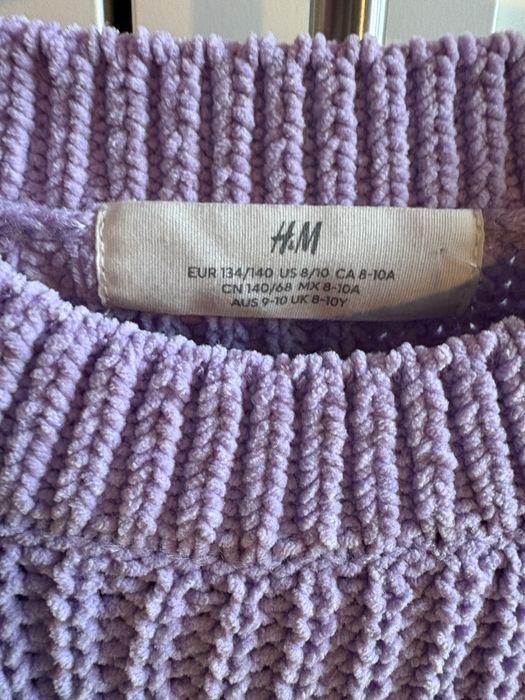 H&M
EUR 134/140 US 8/10 CA 8-10A
CN 140/68 MX 8-10A
AUS 9-10 UK 8-10Y